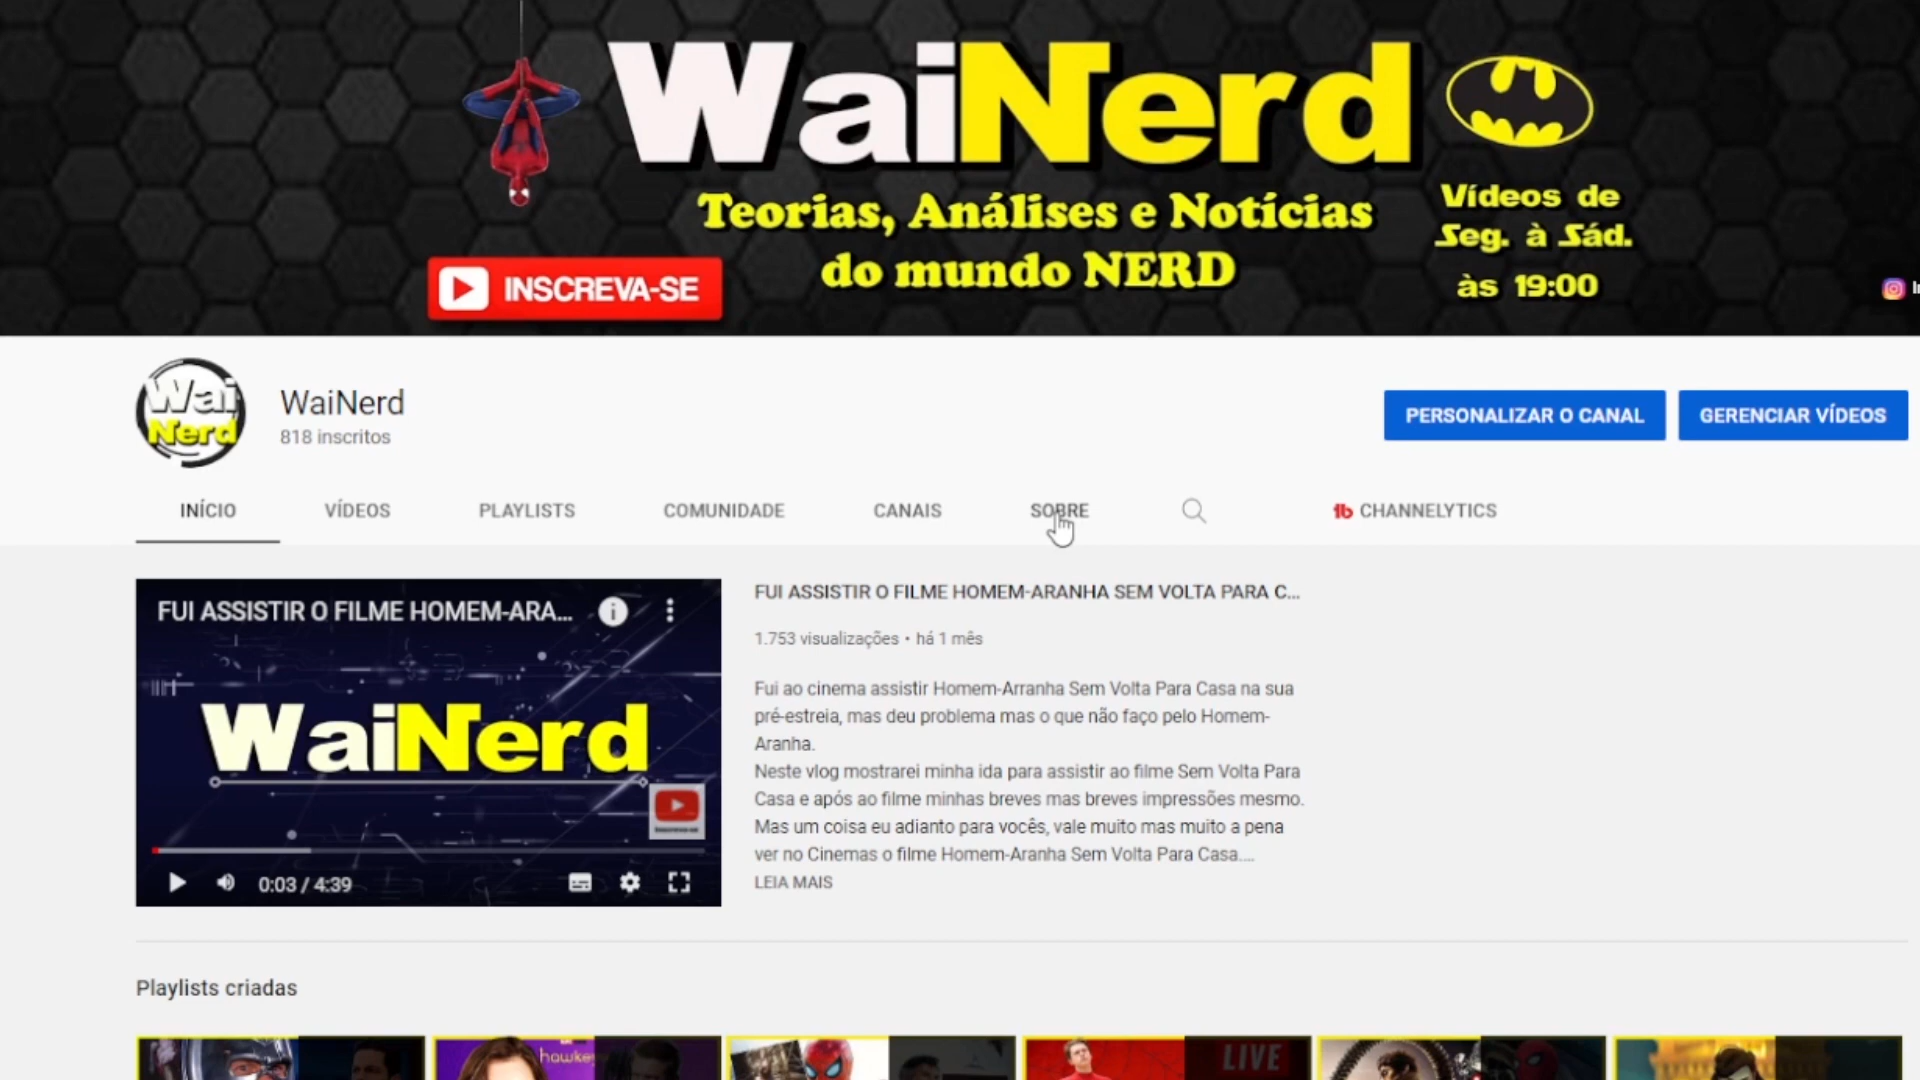 WaiNerd
Teorias, Análises e Notícias
do mundo NERD
Vídeos de
Seg. à Sád.
às 19:00
INSCREVA-SE
Wai
Nerd
WaiNerd
818 inscritos
PERSONALIZAR O CANAL
GERENCIAR VÍDEOS
INÍCIO
VÍDEOS
PLAYLISTS
COMUNIDADE
CANAIS
SOBRE
CHANNELYTICS
FUI ASSISTIR O FILME HOMEM-ARA...
WaiNerd
0:03 / 4:39
FUI ASSISTIR O FILME HOMEM-ARANHA SEM VOLTA PARA C...
1.753 visualizações • há 1 mês
Fui ao cinema assistir Homem-Arranha Sem Volta Para Casa na sua
pré-estreia, mas deu problema mas o que não faço pelo Homem-
Aranha.
Neste vlog mostrarei minha ida para assistir ao filme Sem Volta Para
Casa e após ao filme minhas breves mas breves impressões mesmo.
Mas um coisa eu adianto para vocês, vale muito mas muito a pena
ver no Cinemas o filme Homem-Aranha Sem Volta Para Casa....
LEIA MAIS
Playlists criadas
LIVE